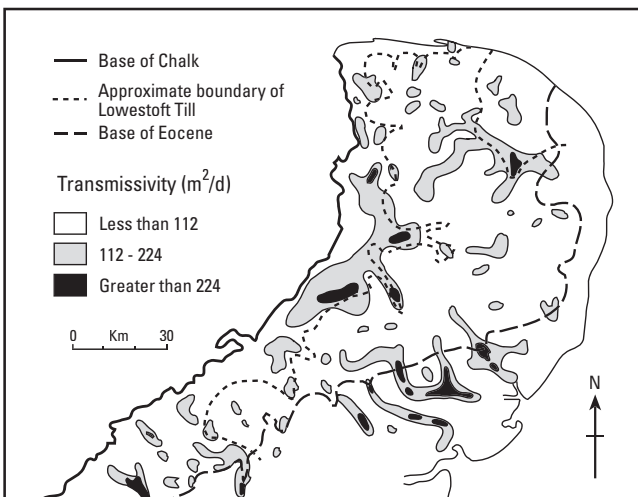 Base of Chalk
Approximate boundary of
Lowestoft Till
Base of Eocene
Transmissivity (m²/d)
Less than 112
112 - 224
Greater than 224
0 Km 30
N